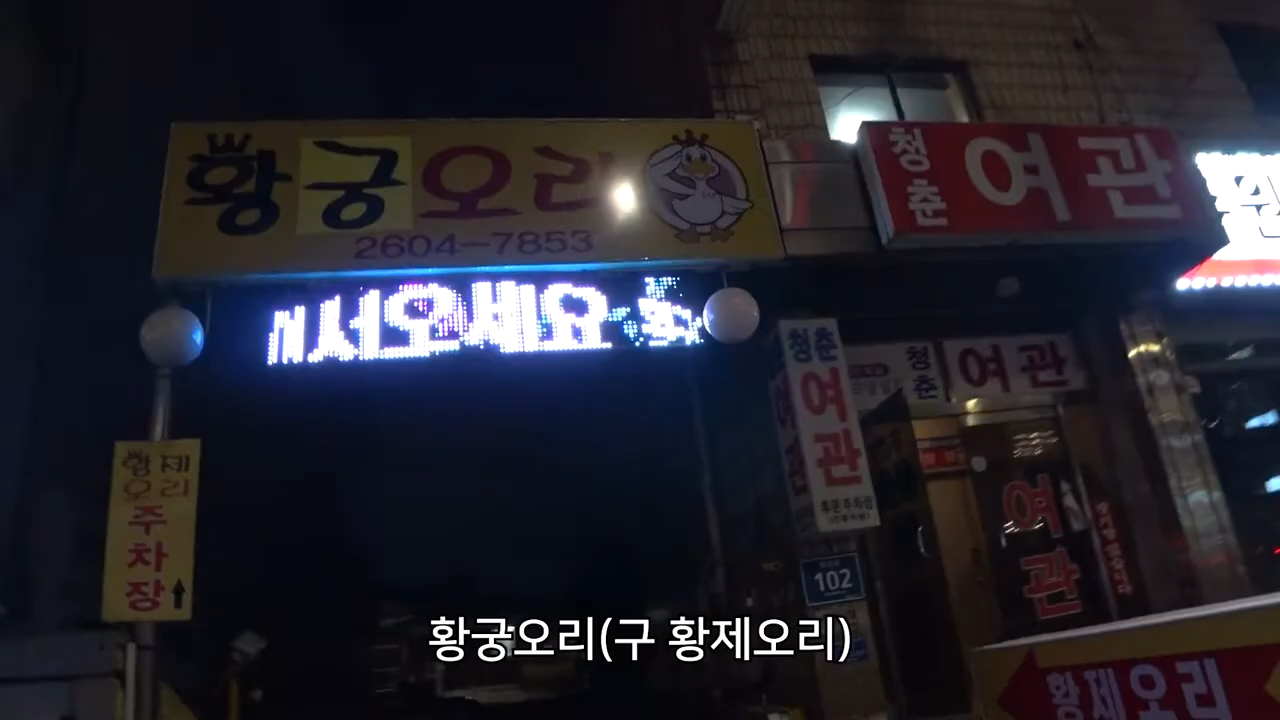 황궁오리
2604-7853
서오세요
청춘
여관
청춘
여관
청춘
여관
여관
102
황제
오리
주
차
장
황제오리
황궁오리(구 황제오리)